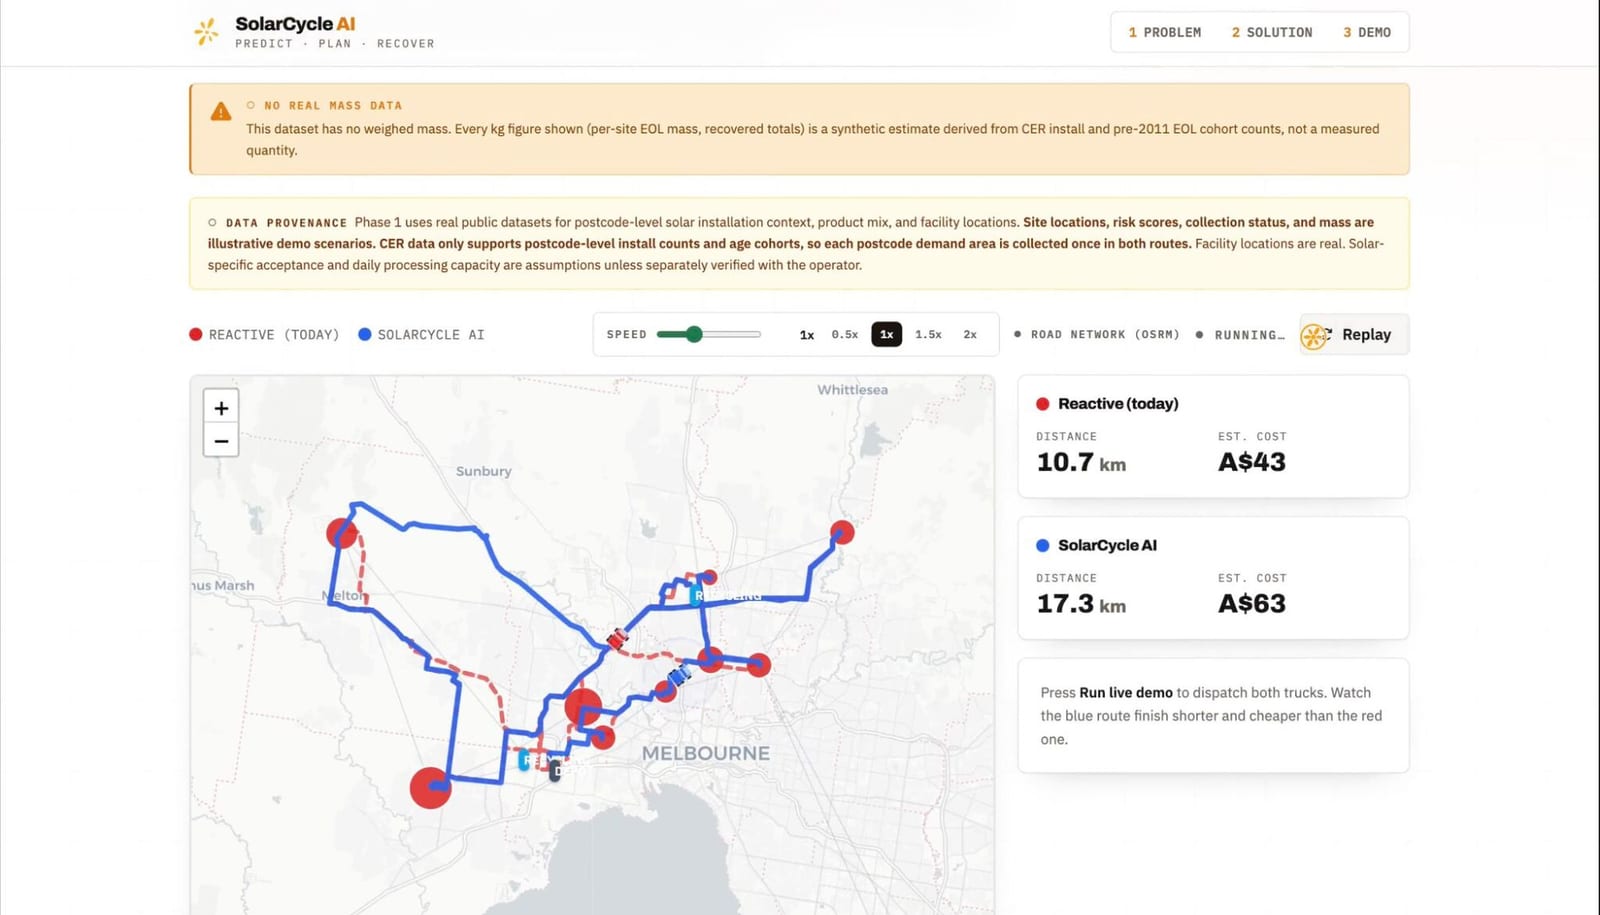 SolarCycle AI
PREDICT · PLAN · RECOVER
1 PROBLEM 2 SOLUTION 3 DEMO
NO REAL MASS DATA
This dataset has no weighed mass. Every kg figure shown (per-site EOL mass, recovered totals) is a synthetic estimate derived from CER install and pre-2011 EOL cohort counts, not a measured
quantity.
DATA PROVENANCE Phase 1 uses real public datasets for postcode-level solar installation context, product mix, and facility locations. Site locations, risk scores, collection status, and mass are
illustrative demo scenarios. CER data only supports postcode-level install counts and age cohorts, so each postcode demand area is collected once in both routes. Facility locations are real. Solar-
specific acceptance and daily processing capacity are assumptions unless separately verified with the operator.
REACTIVE (TODAY) SOLARCYCLE AI
SPEED 1x 0.5x 1x 1.5x 2x
ROAD NETWORK (OSRM) RUNNING…
Replay
+
−
Whittlesea
Sunbury
Melton
MELBOURNE
Reactive (today)
DISTANCE EST. COST
10.7 km A$43
SolarCycle AI
DISTANCE EST. COST
17.3 km A$63
Press Run live demo to dispatch both trucks. Watch
the blue route finish shorter and cheaper than the red
one.